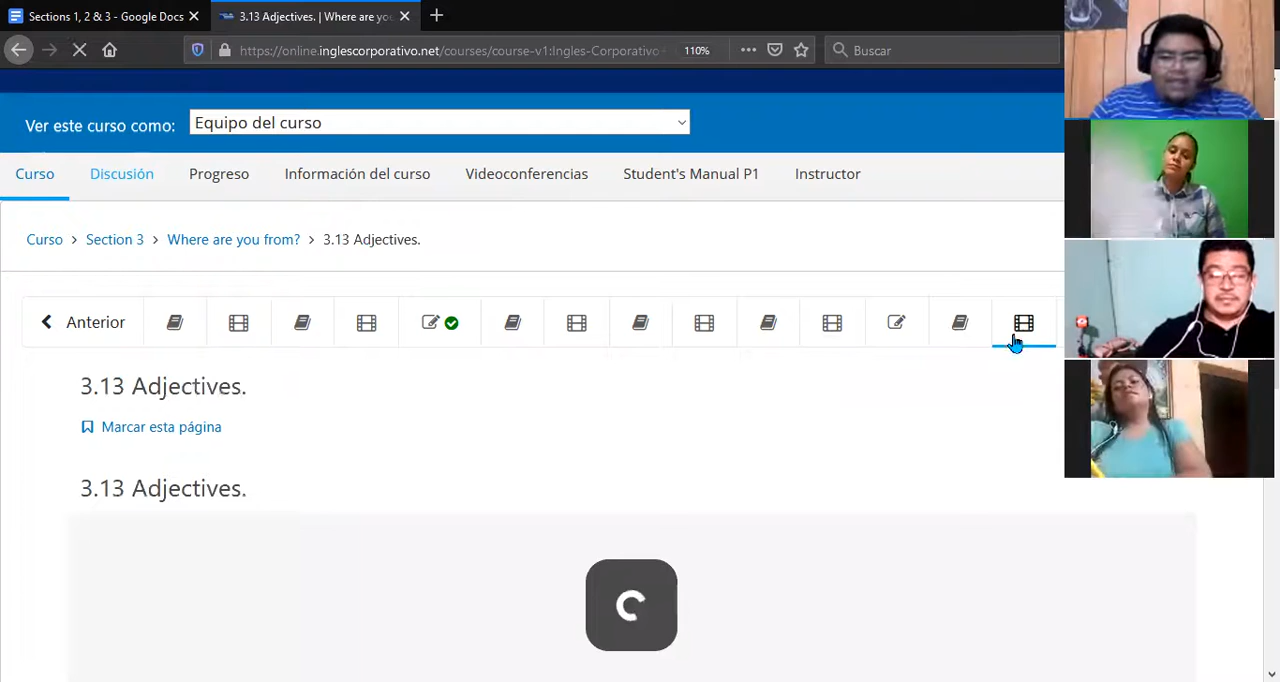 Sections 1, 2 & 3 - Google Docs
3.13 Adjectives. | Where are you
https://online.inglescorporativo.net/courses/course-v1:Ingles-Corporativo
110%
Buscar
Ver este curso como:
Equipo del curso
Curso
Discusión
Progreso
Información del curso
Videoconferencias
Student's Manual P1
Instructor
Curso > Section 3 > Where are you from? > 3.13 Adjectives.
Anterior
3.13 Adjectives.
Marcar esta página
3.13 Adjectives.